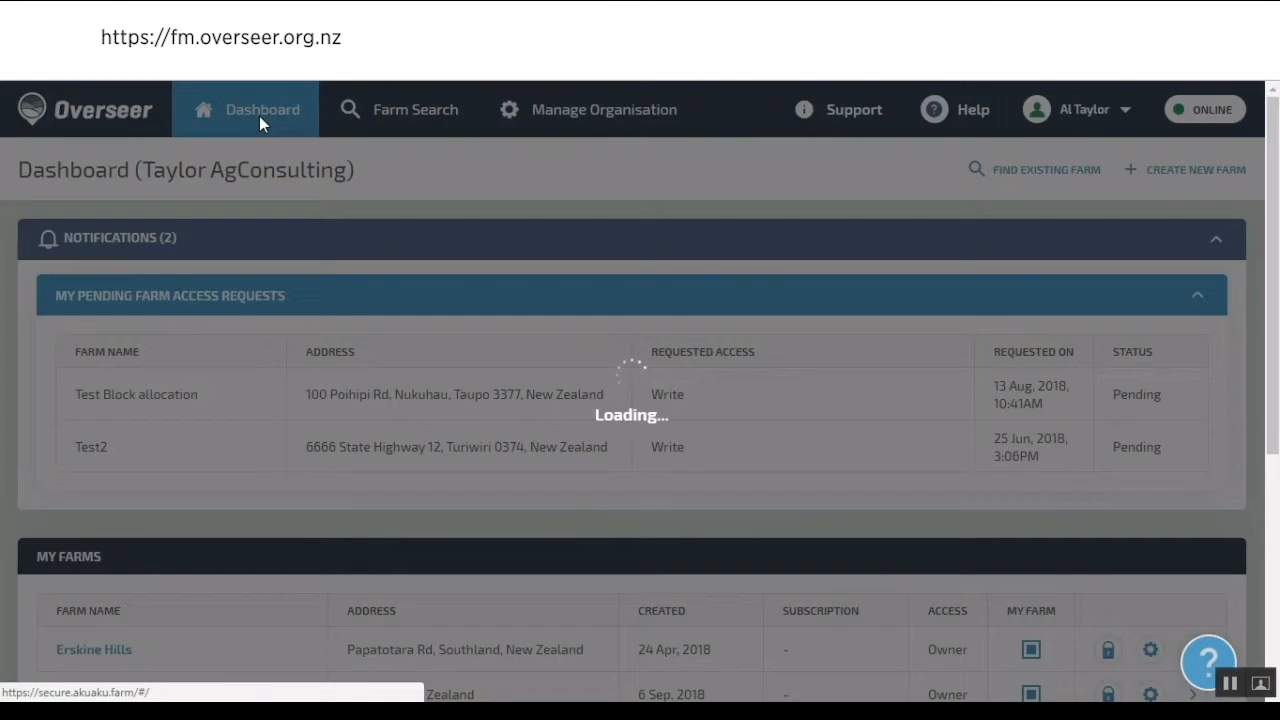 https://fm.overseer.org.nz
Overseer Dashboard Farm Search Manage Organisation Support Help Al Taylor ONLINE
Dashboard (Taylor AgConsulting) FIND EXISTING FARM + CREATE NEW FARM
NOTIFICATIONS (2)
MY PENDING FARM ACCESS REQUESTS
FARM NAME ADDRESS REQUESTED ACCESS REQUESTED ON STATUS
Test Block allocation 100 Poihipi Rd, Nukuhau, Taupo 3377, New Zealand Write 13 Aug, 2018, 10:41AM Pending
Loading...
Test2 6666 State Highway 12, Turiwiri 0374, New Zealand Write 25 Jun, 2018, 3:06PM Pending
MY FARMS
FARM NAME ADDRESS CREATED SUBSCRIPTION ACCESS MY FARM
Erskine Hills Papatotara Rd, Southland, New Zealand 24 Apr, 2018 - Owner
https://secure.akuaku.farm/#/ Zealand 6 Sep, 2018 - Owner